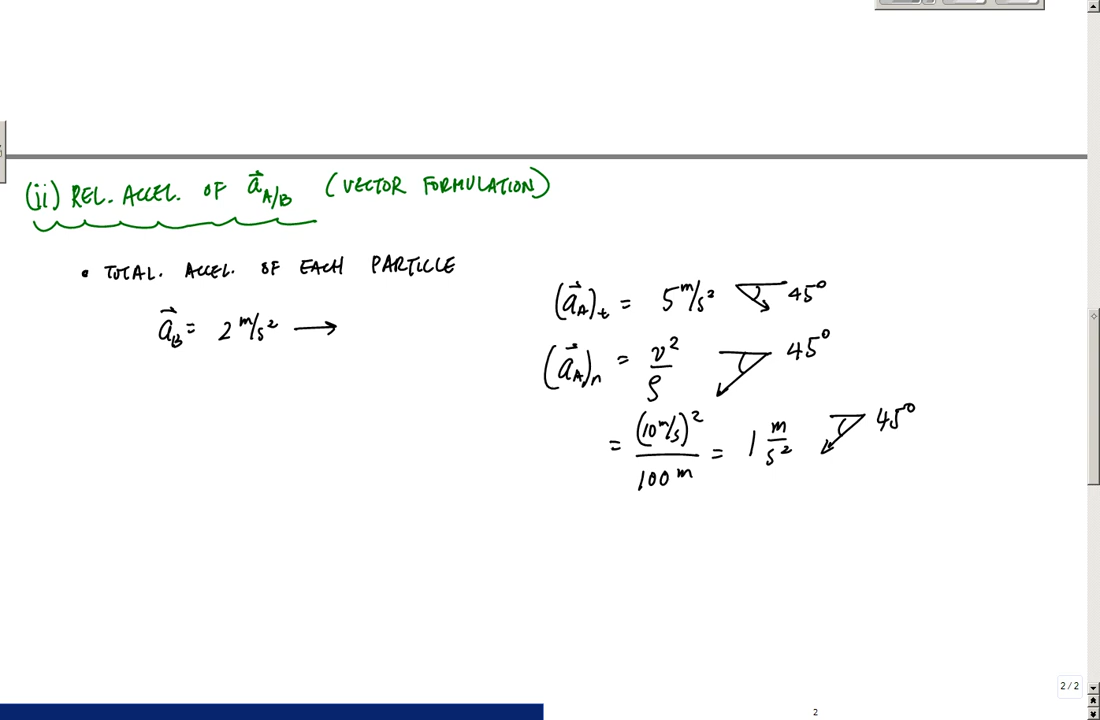 (ii) REL. ACCEL. OF a⃗A/B (VECTOR FORMULATION)
• TOTAL. ACCEL. OF EACH PARTICLE
a⃗B = 2 m/s² →
(a⃗A)t = 5 m/s² 45°
(a⃗A)n = v²/ρ 45°
= (10 m/s)²/100 m = 1 m/s² 45°
2/2
2